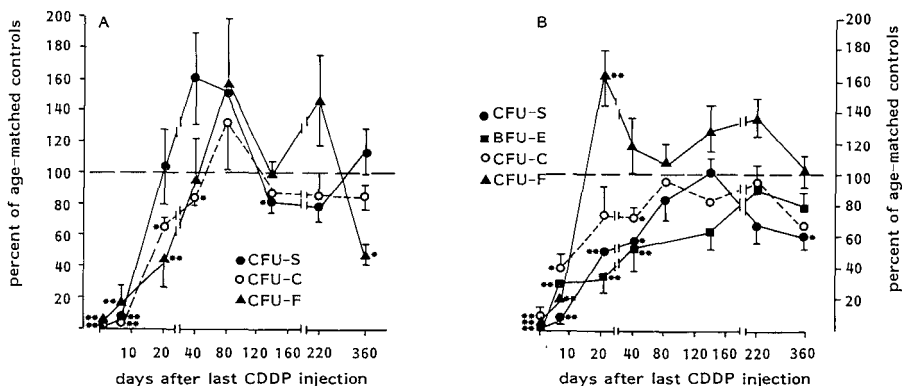 A
percent of age-matched controls
200
180
160
140
120
100
80
60
40
20
CFU-S
CFU-C
CFU-F
10 20 40 80 120 160 220 360
days after last CDDP injection
B
CFU-S
BFU-E
CFU-C
CFU-F
10 20 40 80 120 160 220 360
days after last CDDP injection
200
180
160
140
120
100
80
60
40
20
percent of age-matched controls